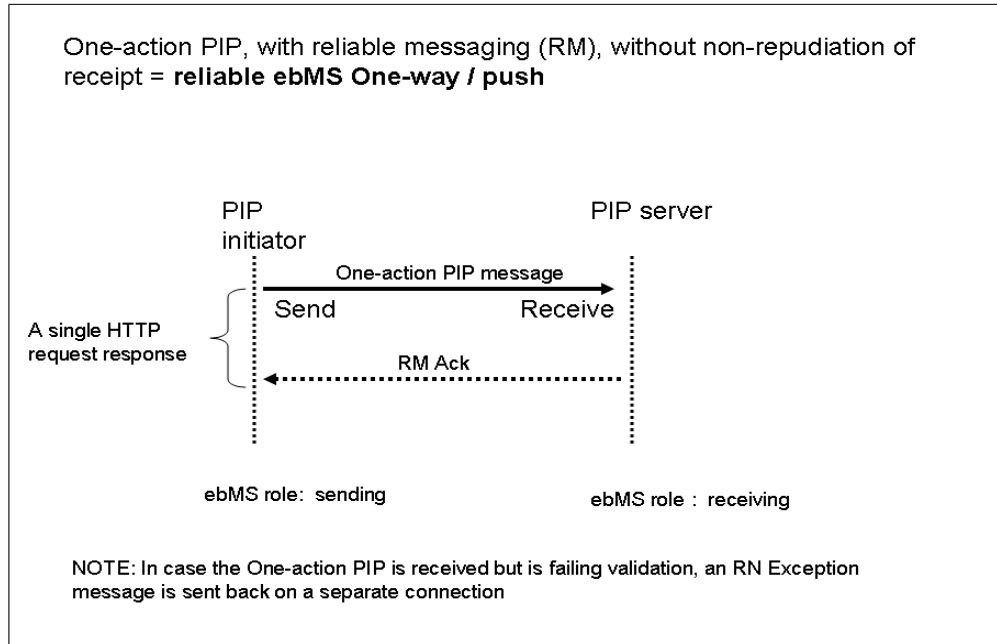 One-action PIP, with reliable messaging (RM), without non-repudiation of
receipt = reliable ebMS One-way / push
PIP
initiator
PIP server
One-action PIP message
Send
Receive
A single HTTP
request response
RM Ack
ebMS role: sending
ebMS role : receiving
NOTE: In case the One-action PIP is received but is failing validation, an RN Exception
message is sent back on a separate connection